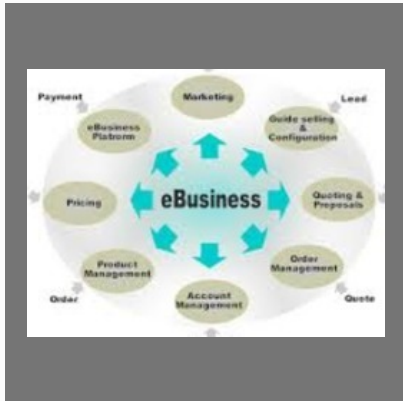 Marketing
Payment
Lead
eBusiness
Platrorm
Guide selling
&
Configuration
Pricing
eBusiness
Quoting &
Proposals
Product
Management
Order
Management
Order
Account
Management
Quote